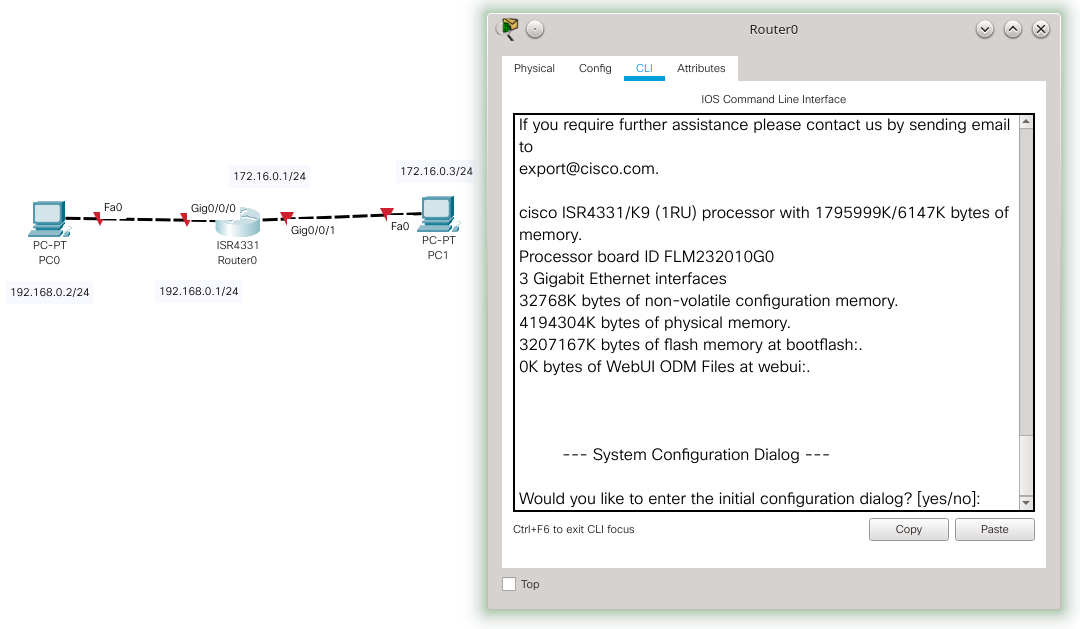 172.16.0.1/24
172.16.0.3/24
Fa0
Gig0/0/0
Gig0/0/1
Fa0
PC-PT
PC0
ISR4331
Router0
PC-PT
PC1
192.168.0.2/24
192.168.0.1/24
Router0
Physical
Config
CLI
Attributes
IOS Command Line Interface
If you require further assistance please contact us by sending email
to
export@cisco.com.
cisco ISR4331/K9 (1RU) processor with 1795999K/6147K bytes of
memory.
Processor board ID FLM232010G0
3 Gigabit Ethernet interfaces
32768K bytes of non-volatile configuration memory.
4194304K bytes of physical memory.
3207167K bytes of flash memory at bootflash:.
0K bytes of WebUI ODM Files at webui:.
--- System Configuration Dialog ---
Would you like to enter the initial configuration dialog? [yes/no]:
Ctrl+F6 to exit CLI focus
Copy
Paste
Top